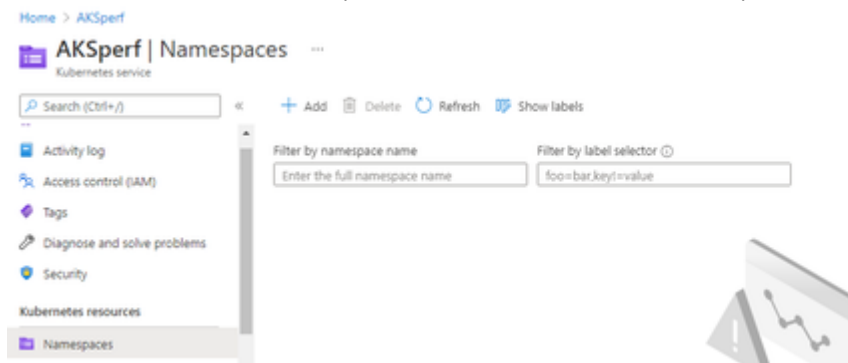 Home > AKSperf
AKSperf | Namespaces ...
Kubernetes service
Search (Ctrl+/)
«
+ Add Delete Refresh Show labels
Activity log
Access control (IAM)
Tags
Diagnose and solve problems
Security
Kubernetes resources
Namespaces
Filter by namespace name
Enter the full namespace name
Filter by label selector
foo=bar,key!=value